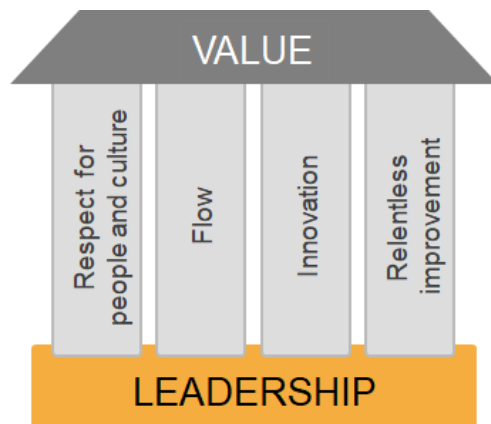 VALUE
Respect for
people and culture
Flow
Innovation
Relentless
improvement
LEADERSHIP